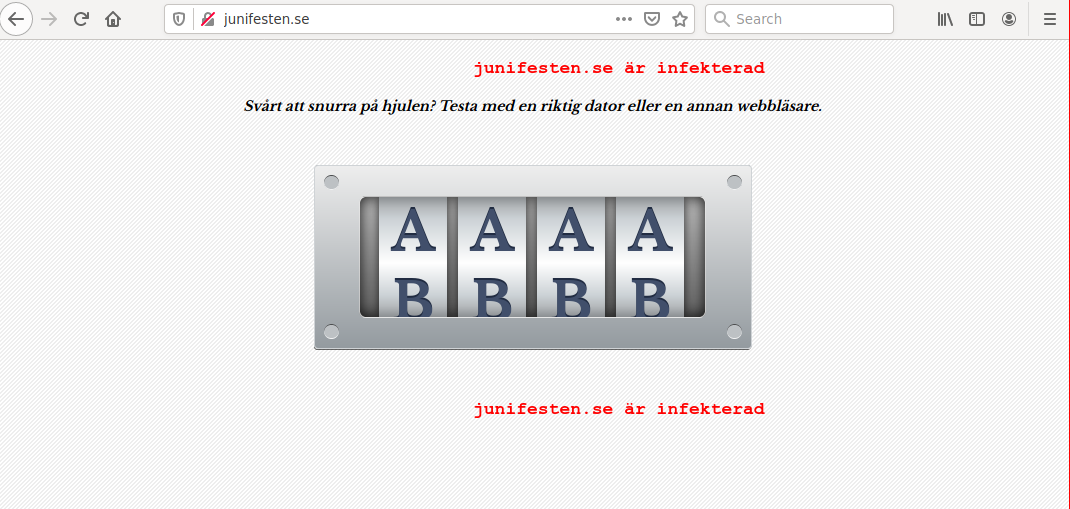 junifesten.se
Search
junifesten.se är infekterad
Svårt att snurra på hjulen? Testa med en riktig dator eller en annan webbläsare.
A A A A
B B B B
junifesten.se är infekterad